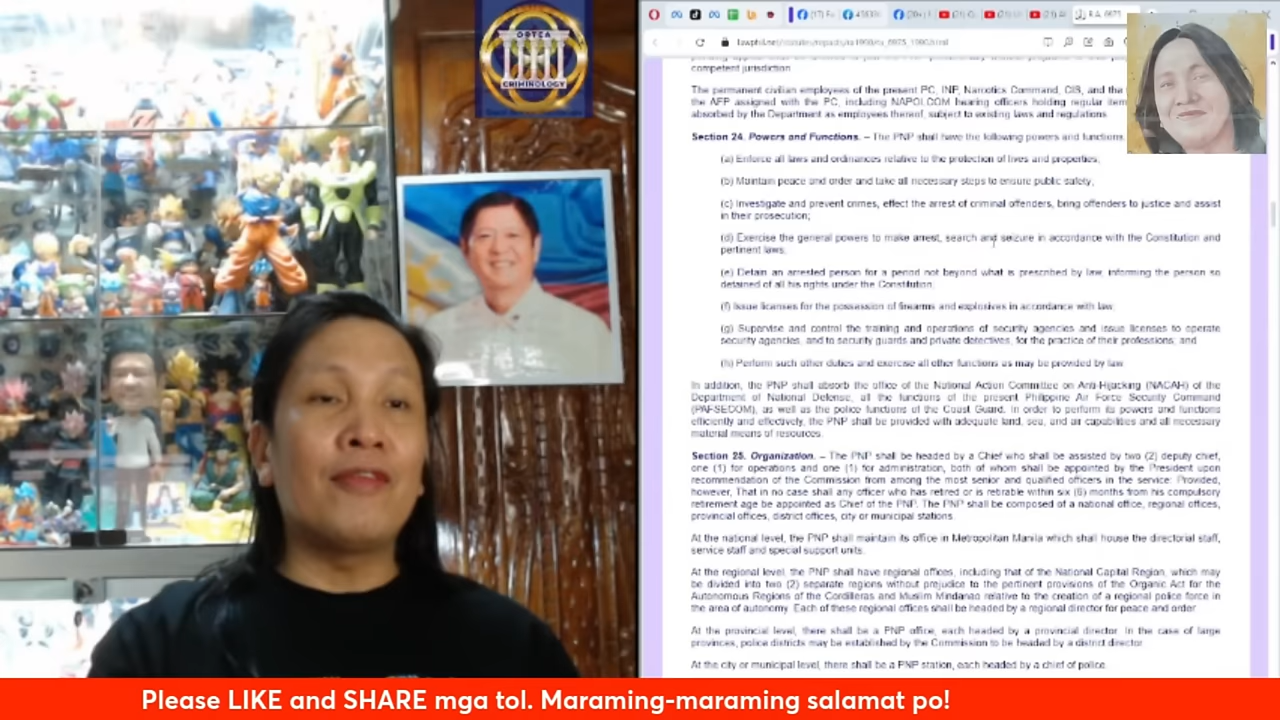 CRIMINOLOGY
R.A. 6975
competent jurisdiction
The permanent civilian employees of the present PC, INP, Narcotics Command, CIS, and the
the AFP assigned with the PC, including NAPOLCOM hearing officers holding regular item
absorbed by the Department as employees thereof, subject to existing laws and regulations.
Section 24. Powers and Functions. – The PNP shall have the following powers and functions:
(a) Enforce all laws and ordinances relative to the protection of lives and properties;
(b) Maintain peace and order and take all necessary steps to ensure public safety;
(c) Investigate and prevent crimes, effect the arrest of criminal offenders, bring offenders to justice and assist
in their prosecution;
(d) Exercise the general powers to make arrest, search and seizure in accordance with the Constitution and
pertinent laws;
(e) Detain an arrested person for a period not beyond what is prescribed by law, informing the person so
detained of all his rights under the Constitution;
(f) Issue licenses for the possession of firearms and explosives in accordance with law;
(g) Supervise and control the training and operations of security agencies and issue licenses to operate
security agencies, and to security guards and private detectives, for the practice of their professions; and
(h) Perform such other duties and exercise all other functions as may be provided by law
In addition, the PNP shall absorb the office of the National Action Committee on Anti-Hijacking (NACAH) of the
Department of National Defense, all the functions of the present Philippine Air Force Security Command
(PAFSECOM), as well as the police functions of the Coast Guard. In order to perform its powers and functions
efficiently and effectively, the PNP shall be provided with adequate land, sea, and air capabilities and all necessary
material means of resources.
Section 25. Organization. – The PNP shall be headed by a Chief who shall be assisted by two (2) deputy chief,
one (1) for operations and one (1) for administration, both of whom shall be appointed by the President upon
recommendation of the Commission from among the most senior and qualified officers in the service: Provided,
however, That in no case shall any officer who has retired or is retirable within six (6) months from his compulsory
retirement age be appointed as Chief of the PNP. The PNP shall be composed of a national office, regional offices,
provincial offices, district offices, city or municipal stations.
At the national level, the PNP shall maintain its office in Metropolitan Manila which shall house the directorial staff,
service staff and special support units.
At the regional level, the PNP shall have regional offices, including that of the National Capital Region, which may
be divided into two (2) separate regions without prejudice to the pertinent provisions of the Organic Act for the
Autonomous Regions of the Cordilleras and Muslim Mindanao relative to the creation of a regional police force in
the area of autonomy. Each of these regional offices shall be headed by a regional director for peace and order.
At the provincial level, there shall be a PNP office, each headed by a provincial director. In the case of large
provinces, police districts may be established by the Commission to be headed by a district director.
At the city or municipal level, there shall be a PNP station, each headed by a chief of police.
Please LIKE and SHARE mga tol. Maraming-maraming salamat po!